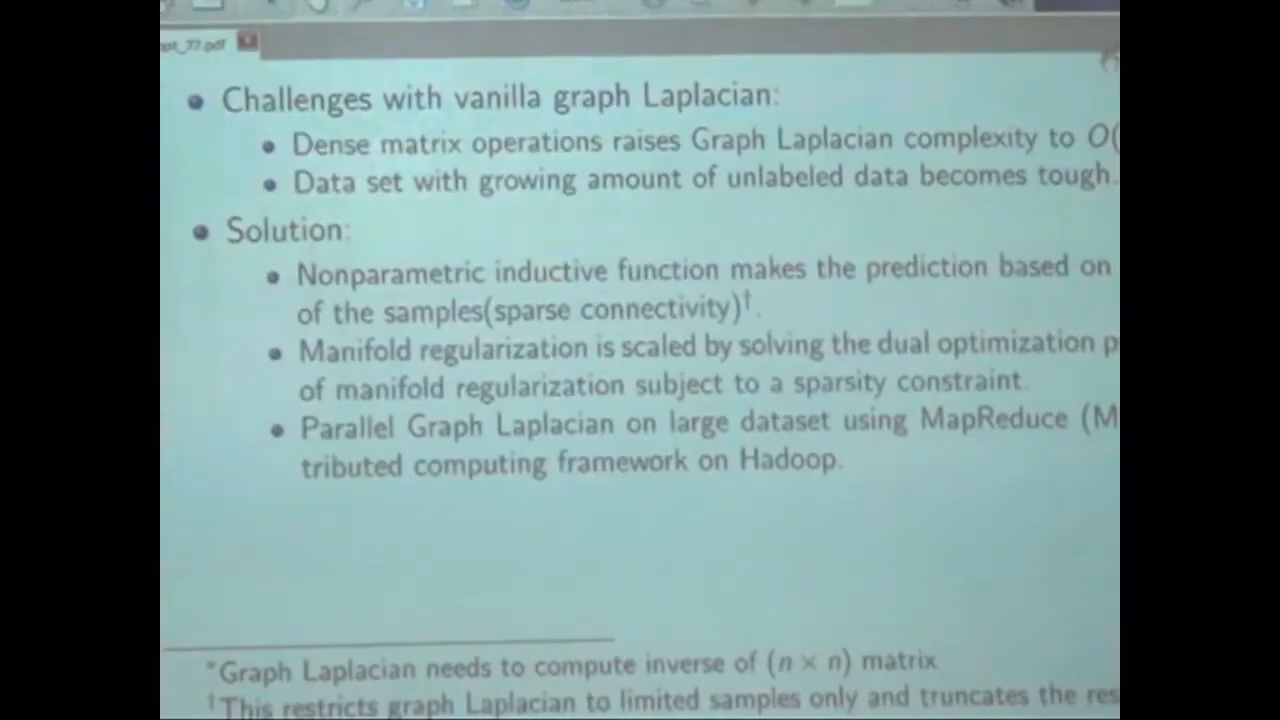 ppt_77.pdf
Challenges with vanilla graph Laplacian:
Dense matrix operations raises Graph Laplacian complexity to O(
Data set with growing amount of unlabeled data becomes tough.
Solution:
Nonparametric inductive function makes the prediction based on
of the samples(sparse connectivity)†.
Manifold regularization is scaled by solving the dual optimization p
of manifold regularization subject to a sparsity constraint.
Parallel Graph Laplacian on large dataset using MapReduce (M
tributed computing framework on Hadoop.
*Graph Laplacian needs to compute inverse of (n × n) matrix
†This restricts graph Laplacian to limited samples only and truncates the res